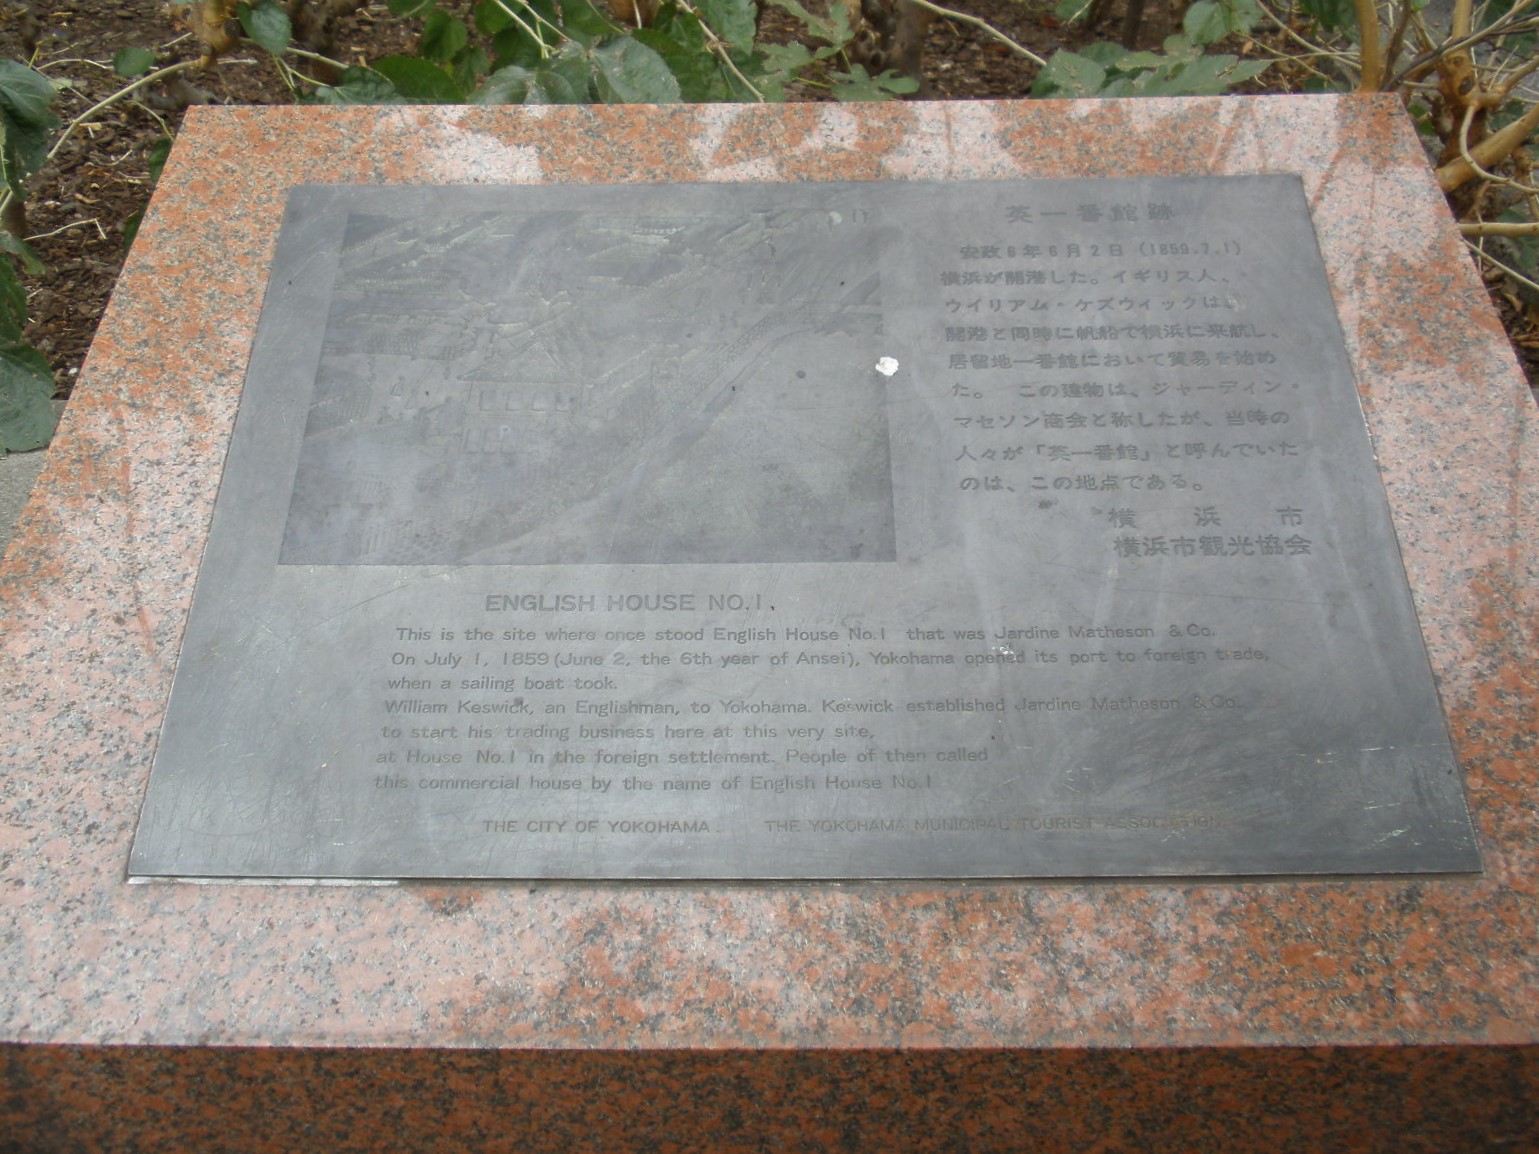 英一番館跡
安政6年6月2日(1859.7.1)
横浜が開港した。イギリス人、
ウイリアム・ケズウィックは、
開港と同時に帆船で横浜に来航し、
居留地一番館において貿易を始め
た。 この建物は、ジャーディン・
マセソン商会と称したが、当時の
人々が「英一番館」と呼んでいた
のは、この地点である。
横 浜 市
横浜市観光協会
ENGLISH HOUSE NO.1.
This is the site where once stood English House No.1 that was Jardine Matheson & Co.
On July 1, 1859 (June 2, the 6th year of Ansei), Yokohama opened its port to foreign trade,
when a sailing boat took.
William Keswick, an Englishman, to Yokohama. Keswick established Jardine Matheson & Co.
to start his trading business here at this very site,
at House No.1 in the foreign settlement. People of then called
this commercial house by the name of English House No.1
THE CITY OF YOKOHAMA THE YOKOHAMA MUNICIPAL TOURIST ASSOCIATION